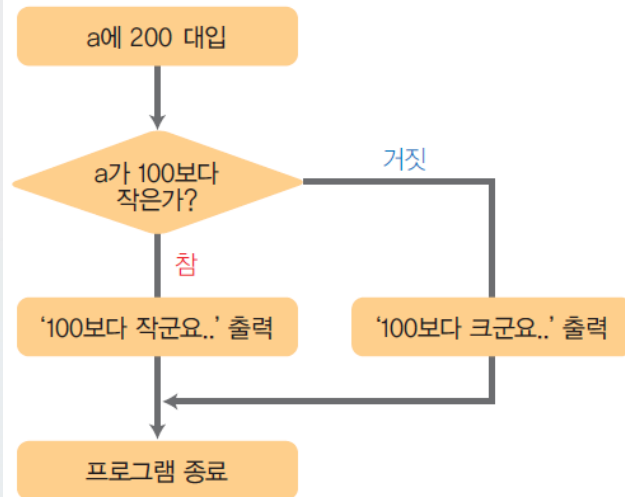 a에 200 대입
a가 100보다
작은가?
거짓
참
‘100보다 작군요..’ 출력
‘100보다 크군요..’ 출력
프로그램 종료